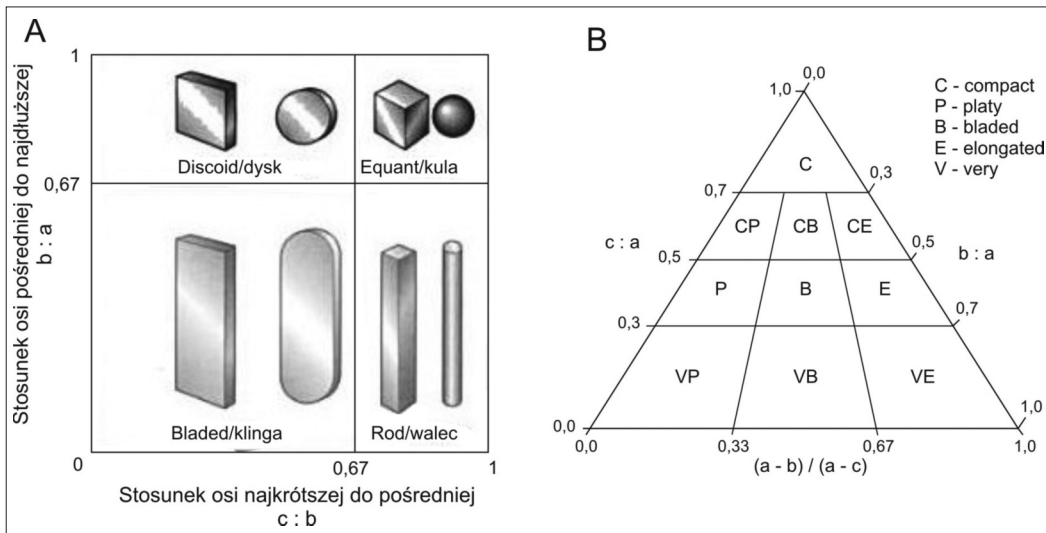 A
Stosunek osi pośredniej do najdłuższej
b : a
1
0,67
0
Discoid/dysk
Equant/kula
Bladed/klinga
Rod/walec
0,67
1
Stosunek osi najkrótszej do pośredniej
c : b
B
C - compact
P - platy
B - bladed
E - elongated
V - very
0,0
1,0
C
0,7
0,3
CP
CB
CE
c : a
b : a
0,5
0,5
P
B
E
0,3
0,7
VP
VB
VE
0,0
1,0
0,0
0,33
0,67
1,0
(a - b) / (a - c)